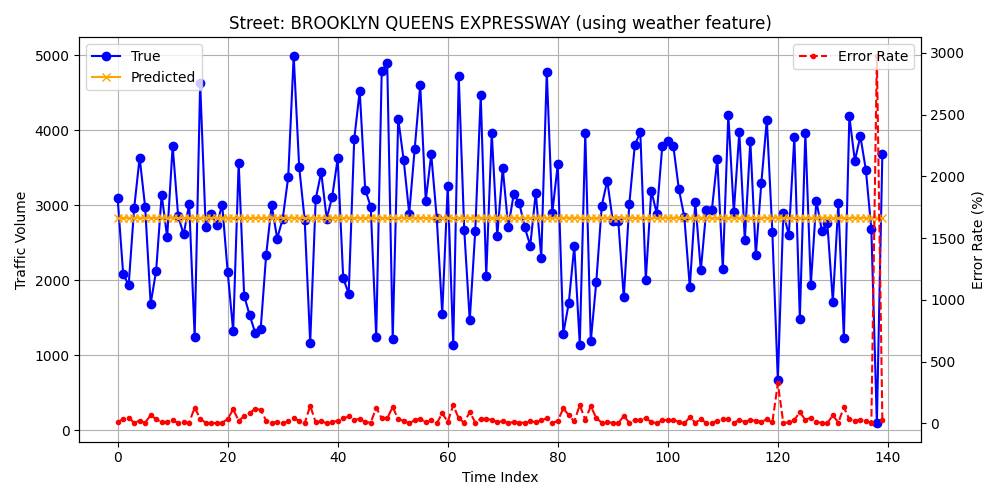 Street: BROOKLYN QUEENS EXPRESSWAY (using weather feature)
True
Predicted
Error Rate
5000
4000
3000
2000
1000
0
Traffic Volume
3000
2500
2000
1500
1000
500
0
Error Rate (%)
0 20 40 60 80 100 120 140
Time Index